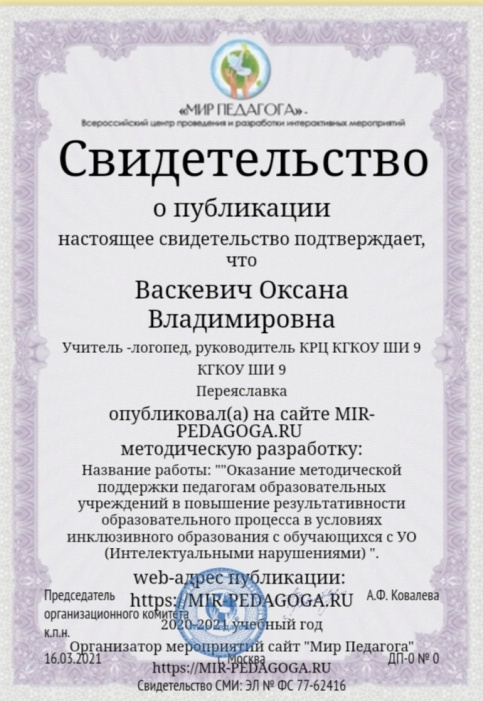 «МИР ПЕДАГОГА» -
Всероссийский центр проведения и разработки интерактивных мероприятий
Свидетельство
о публикации
настоящее свидетельство подтверждает,
что
Васкевич Оксана
Владимировна
Учитель -логопед, руководитель КРЦ КГКОУ ШИ 9
КГКОУ ШИ 9
Переяславка
опубликовал(а) на сайте MIR-
PEDAGOGA.RU
методическую разработку:
Название работы: ""Оказание методической
поддержки педагогам образовательных
учреждений в повышение результативности
образовательного процесса в условиях
инклюзивного образования с обучающихся с УО
(Интелектуальными нарушениями) ".
web-адрес публикации:
Председатель https://MIR-PEDAGOGA.RU А.Ф. Ковалева
организационного комитета
2020-2021 учебный год
к.п.н.
Организатор мероприятий сайт "Мир Педагога"
16.03.2021 г. Москва ДП-0 № 0
https://MIR-PEDAGOGA.RU
Свидетельство СМИ: ЭЛ № ФС 77-62416